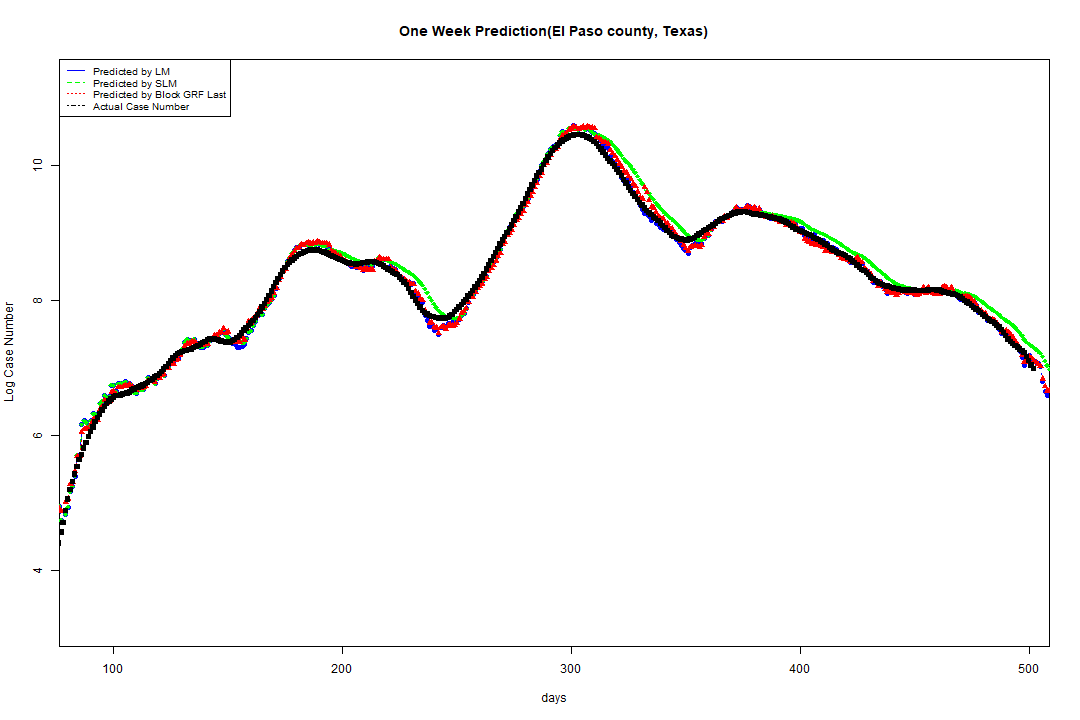 One Week Prediction(El Paso county, Texas)
Predicted by LM
Predicted by SLM
Predicted by Block GRF Last
Actual Case Number
Log Case Number
10
8
6
4
100 200 300 400 500
days